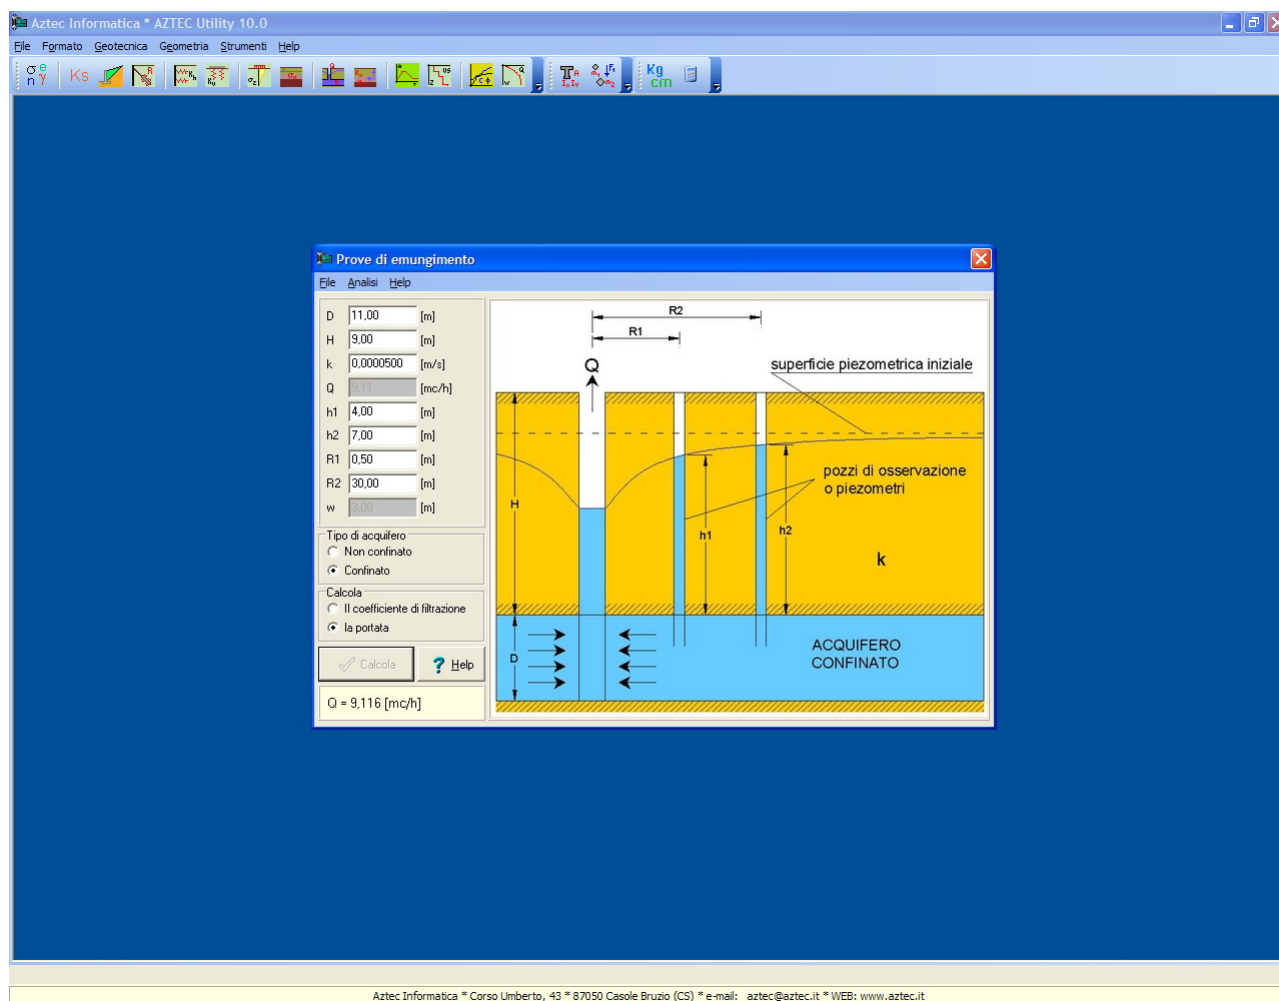 Aztec Informatica * AZTEC Utility 10.0
File Formato Geotecnica Geometria Strumenti Help
Ks
Kg
cm
Prove di emungimento
File Analisi Help
D 11,00 [m]
H 9,00 [m]
k 0,0000500 [m/s]
Q 9,11 [mc/h]
h1 4,00 [m]
h2 7,00 [m]
R1 0,50 [m]
R2 30,00 [m]
w 3,00 [m]
Tipo di acquifero
Non confinato
Confinato
Calcola
Il coefficiente di filtrazione
la portata
Calcola ? Help
Q = 9,116 [mc/h]
R2
R1
Q
superficie piezometrica iniziale
pozzi di osservazione
o piezometri
H
h1
h2
k
D
ACQUIFERO
CONFINATO
Aztec Informatica * Corso Umberto, 43 * 87050 Casole Bruzio (CS) * e-mail: aztec@aztec.it * WEB: www.aztec.it